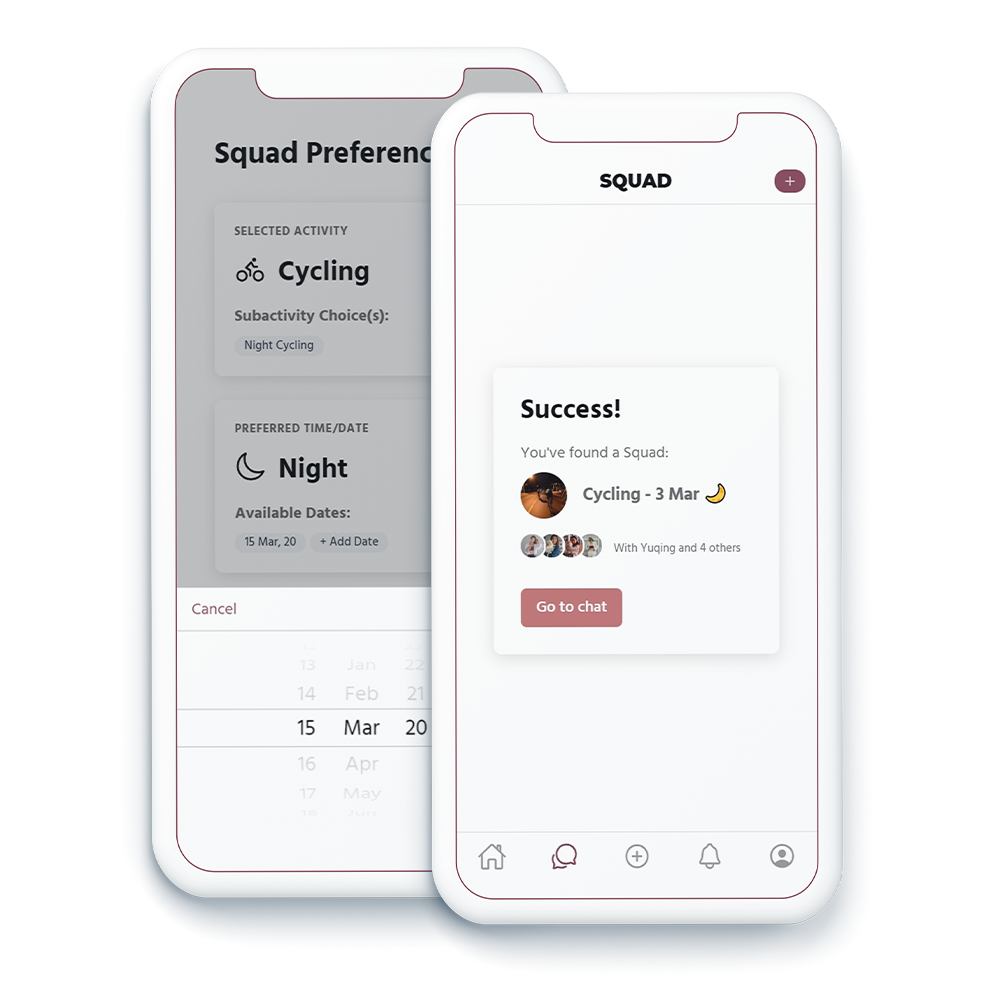 Squad Preferenc
SELECTED ACTIVITY
Cycling
Subactivity Choice(s):
Night Cycling
PREFERRED TIME/DATE
Night
Available Dates:
15 Mar, 20 + Add Date
Cancel
13 Jan 22
14 Feb 21
15 Mar 20
16 Apr
17 May
18 Jun
SQUAD
+
Success!
You've found a Squad:
Cycling - 3 Mar 🌙
With Yuqing and 4 others
Go to chat